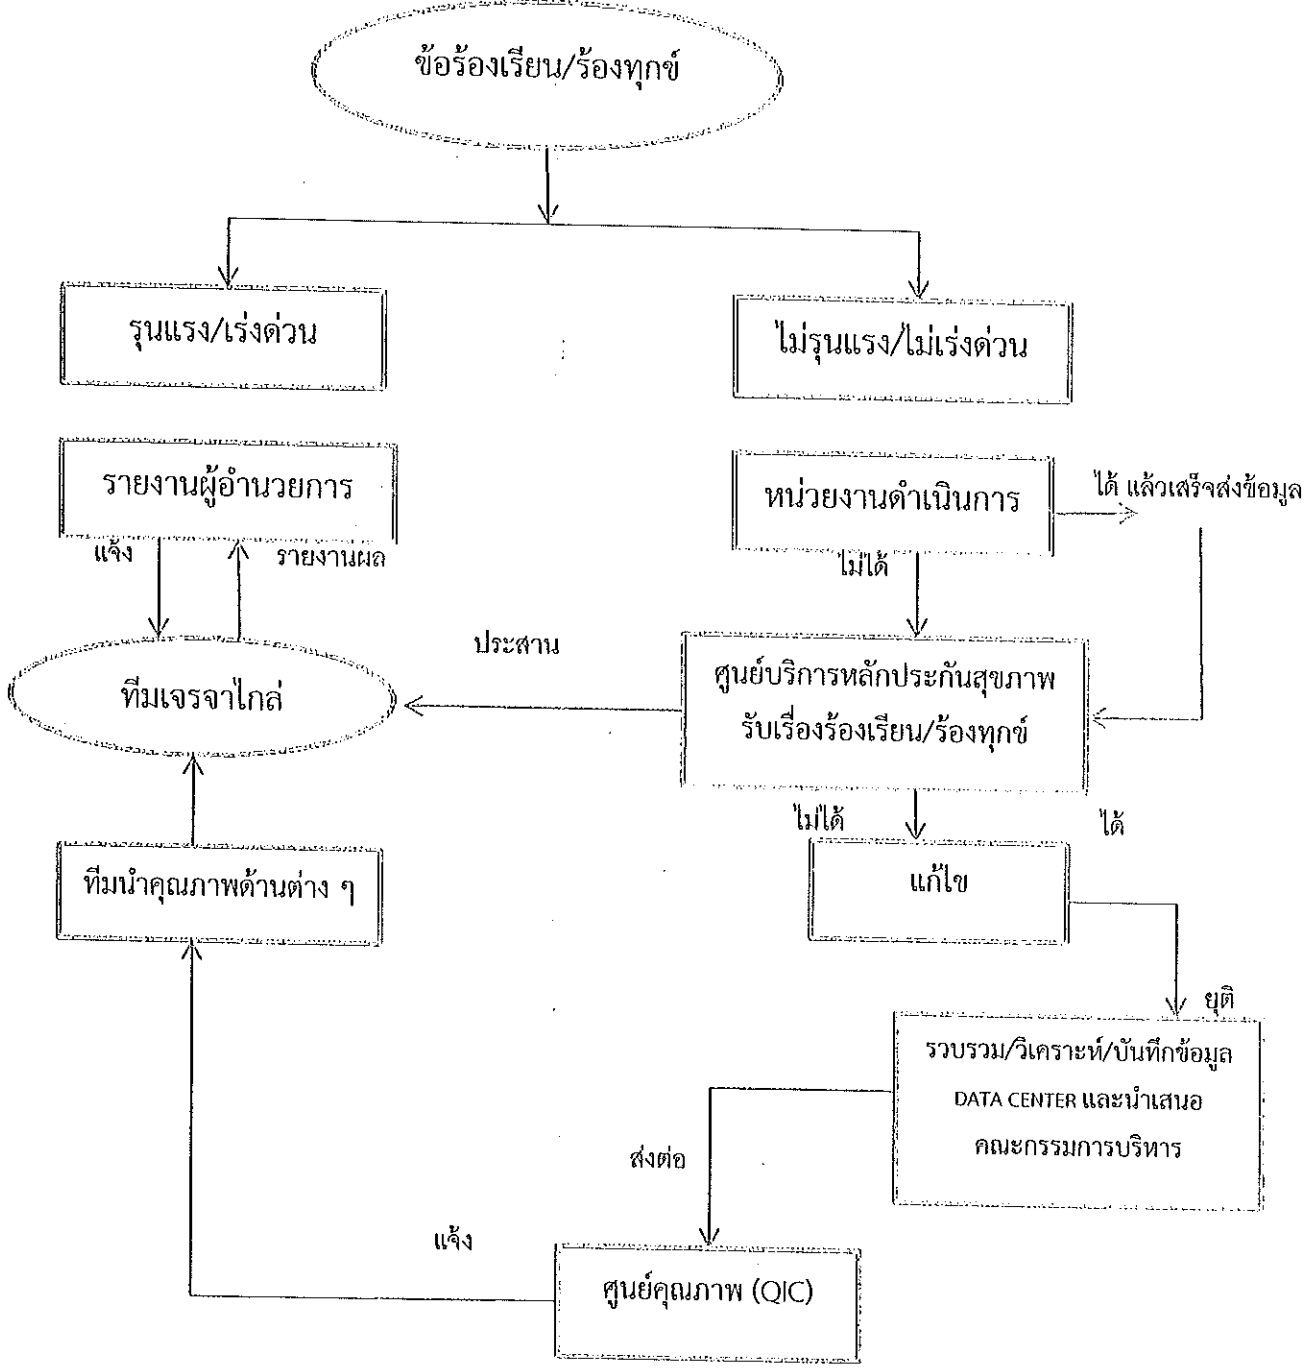 ข้อร้องเรียน/ร้องทุกข์
รุนแรง/เร่งด่วน
ไม่รุนแรง/ไม่เร่งด่วน
รายงานผู้อำนวยการ
หน่วยงานดำเนินการ
ได้ แล้วเสร็จส่งข้อมูล
แจ้ง
รายงานผล
ไม่ได้
ประสาน
ทีมเจรจาไกล่
ศูนย์บริการหลักประกันสุขภาพ
รับเรื่องร้องเรียน/ร้องทุกข์
ไม่ได้
ได้
ทีมนำคุณภาพด้านต่าง ๆ
แก้ไข
ยุติ
รวบรวม/วิเคราะห์/บันทึกข้อมูล
DATA CENTER และนำเสนอ
คณะกรรมการบริหาร
ส่งต่อ
แจ้ง
ศูนย์คุณภาพ (QIC)